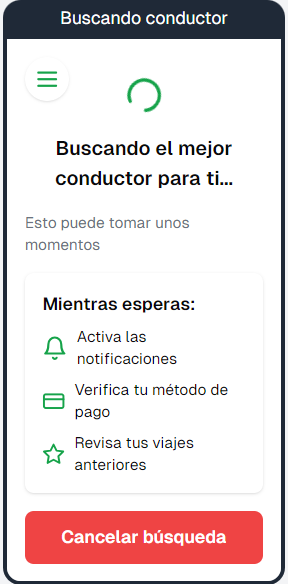 Buscando conductor
Buscando el mejor
conductor para ti...
Esto puede tomar unos
momentos
Mientras esperas:
Activa las
notificaciones
Verifica tu método de
pago
Revisa tus viajes
anteriores
Cancelar búsqueda